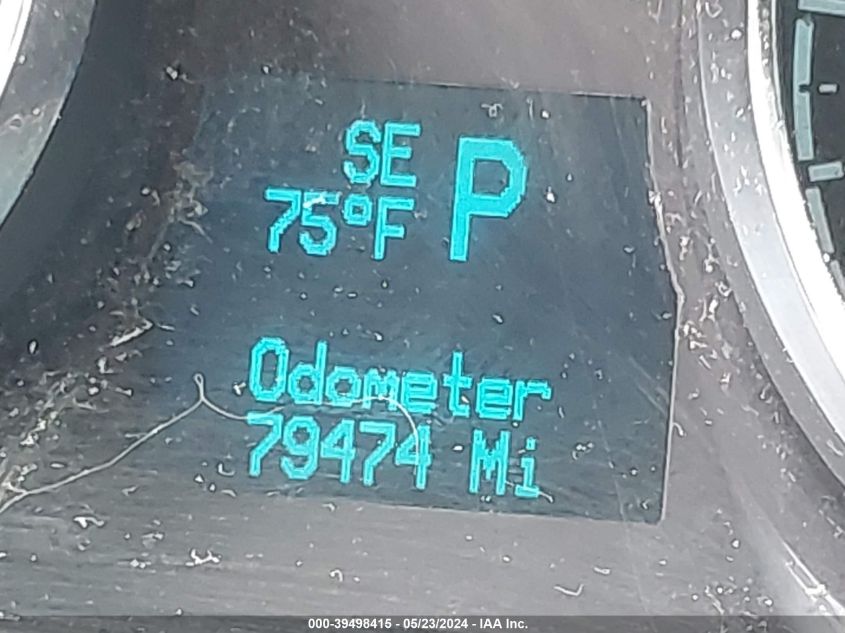 SE
P
75°F
Odometer
79474 Mi
000-39498415 - 05/23/2024 - IAA Inc.